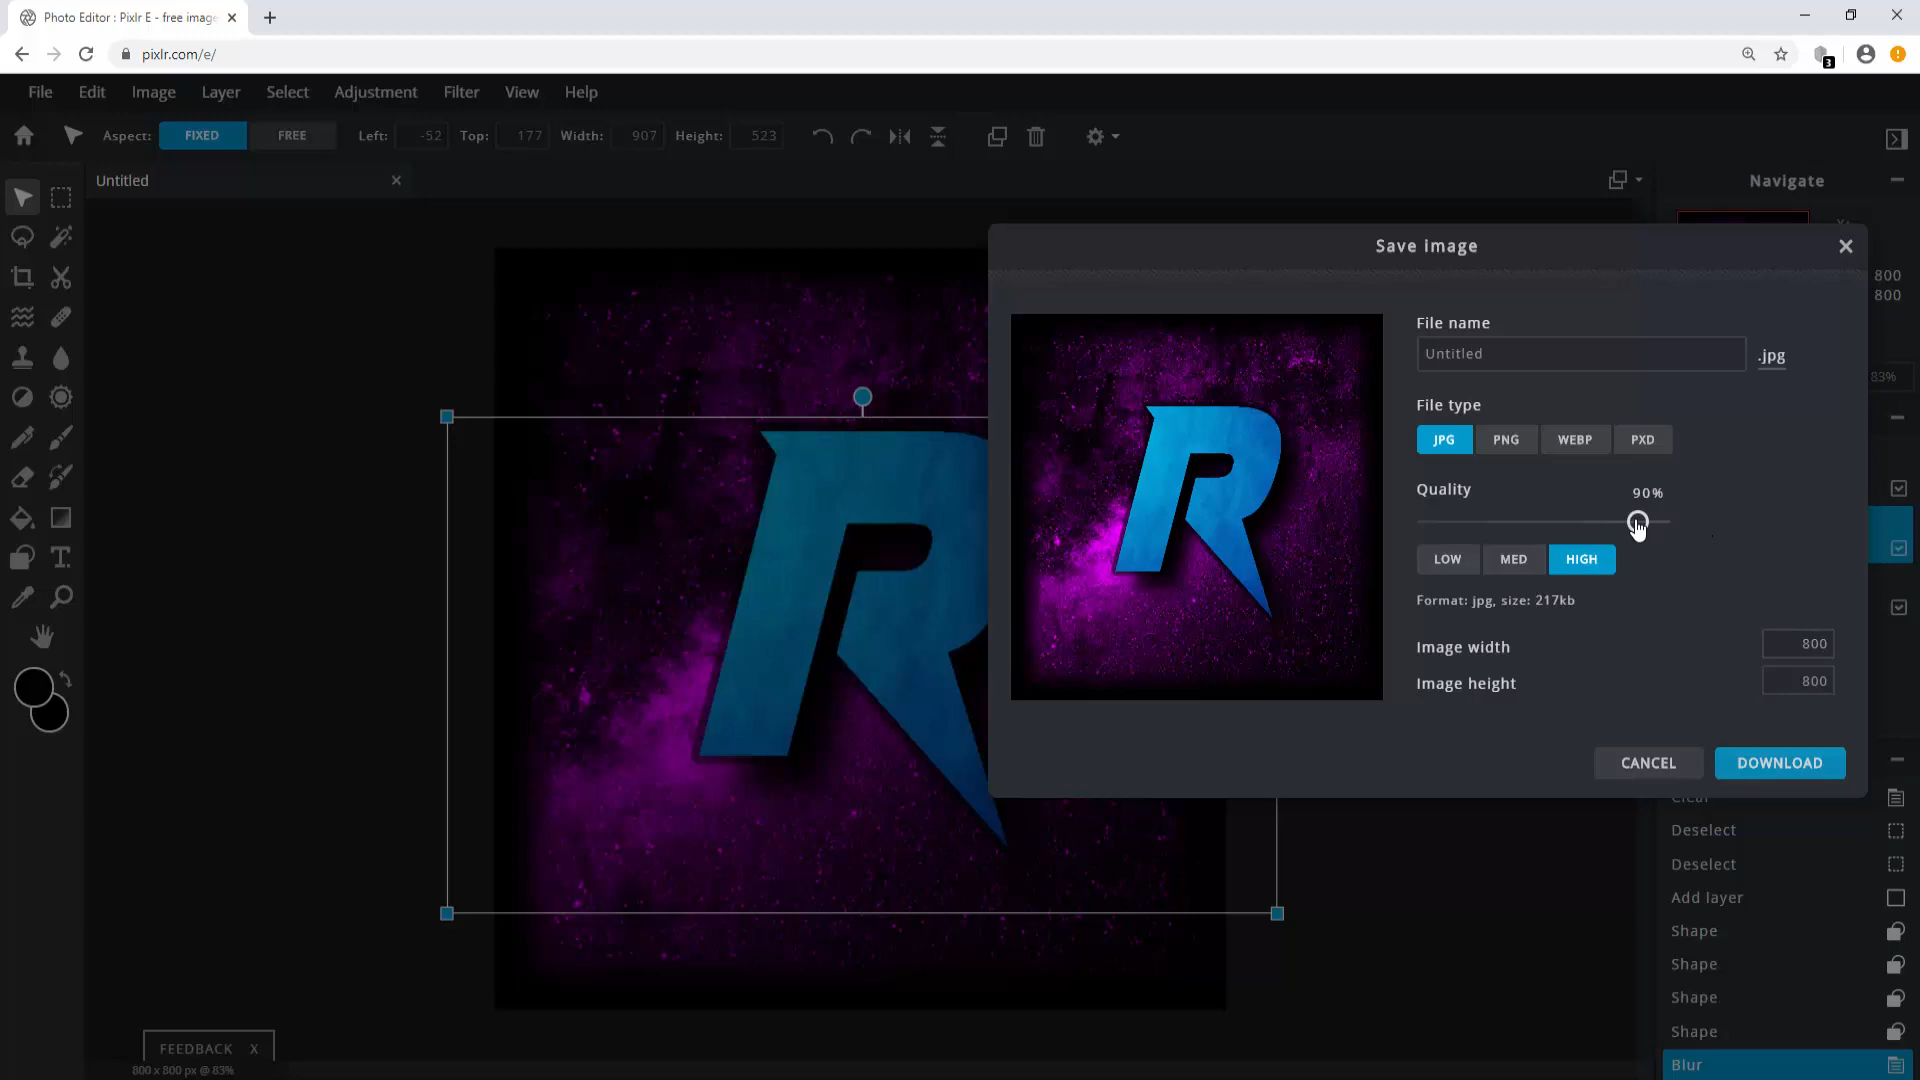 Photo Editor : Pixlr E - free image
pixlr.com/e/
3
File Edit Image Layer Select Adjustment Filter View Help
Aspect: FIXED FREE Left: -52 Top: 177 Width: 907 Height: 523
Untitled
Navigate
Save image
800
800
File name
Untitled .jpg
83%
File type
JPG PNG WEBP PXD
Quality 90%
LOW MED HIGH
Format: jpg, size: 217kb
Image width 800
Image height 800
CANCEL DOWNLOAD
R
R
Clear
Deselect
Deselect
Add layer
Shape
Shape
Shape
Shape
Blur
FEEDBACK X
800 x 800 px @ 83%